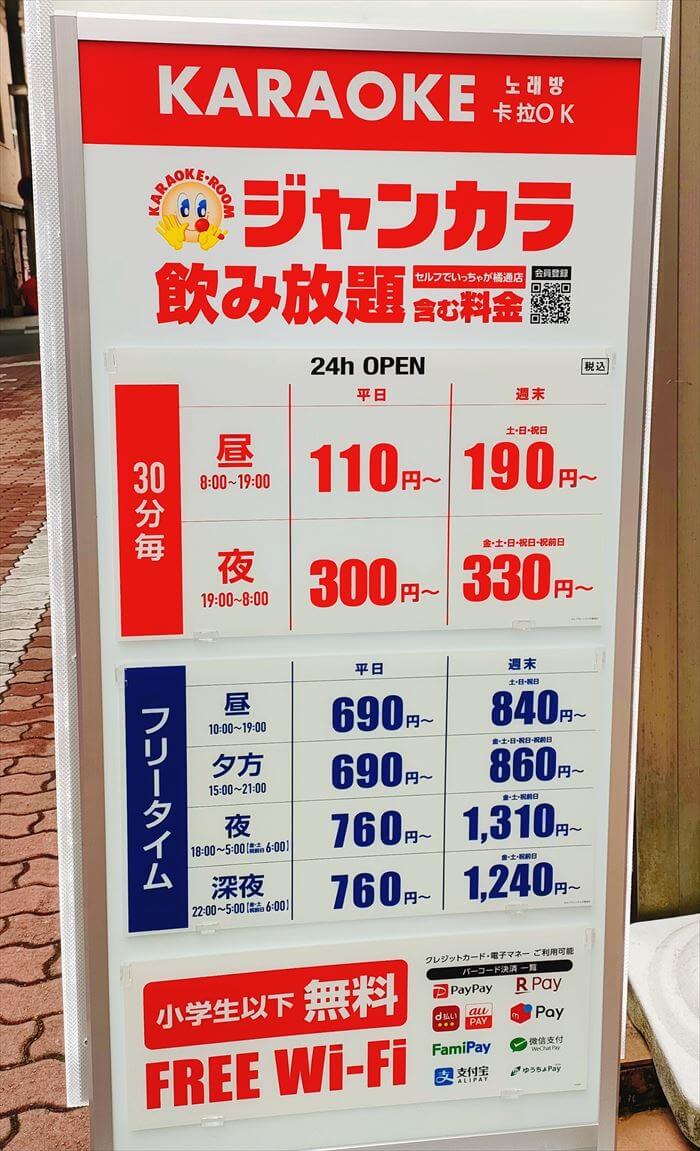 KARAOKE 노래방
卡拉OK
KARAOKE・ROOM
ジャンカラ
飲み放題 セルフでいっちゃが橘通店 会員登録
含む料金
24h OPEN 税込
平日 週末
30分毎
昼
8:00〜19:00
110円〜
土・日・祝日
190円〜
夜
19:00〜8:00
300円〜
金・土・日・祝日・祝前日
330円〜
平日 週末
フリータイム
昼
10:00〜19:00
690円〜
土・日・祝日
840円〜
夕方
15:00〜21:00
690円〜
金・土・日・祝日・祝前日
860円〜
夜
18:00〜5:00【金・土 祝前日 6:00】
760円〜
金・土・祝前日
1,310円〜
深夜
22:00〜5:00【金・土 祝前日 6:00】
760円〜
金・土・祝前日
1,240円〜
小学生以下 無料
FREE Wi-Fi
クレジットカード・電子マネー ご利用可能
バーコード決済 一覧
PayPay R Pay
d払い au PAY Pay
FamiPay 微信支付 WeChat Pay
支付宝 ALIPAY ゆうちょPay